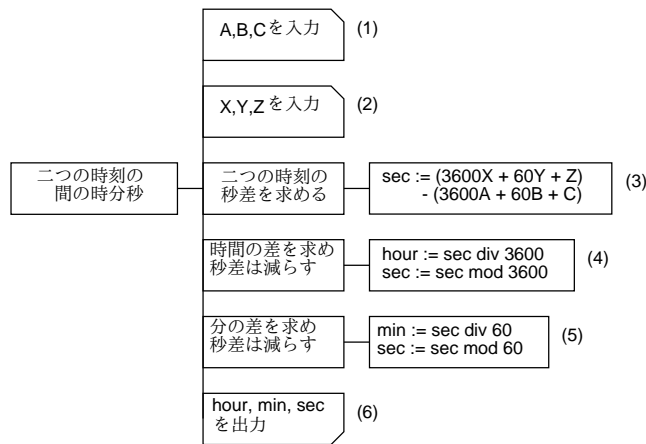 A,B,Cを入力
(1)
X,Y,Zを入力
(2)
二つの時刻の
間の時分秒
二つの時刻の
秒差を求める
sec := (3600X + 60Y + Z)
- (3600A + 60B + C)
(3)
時間の差を求め
秒差は減らす
hour := sec div 3600
sec := sec mod 3600
(4)
分の差を求め
秒差は減らす
min := sec div 60
sec := sec mod 60
(5)
hour, min, sec
を出力
(6)